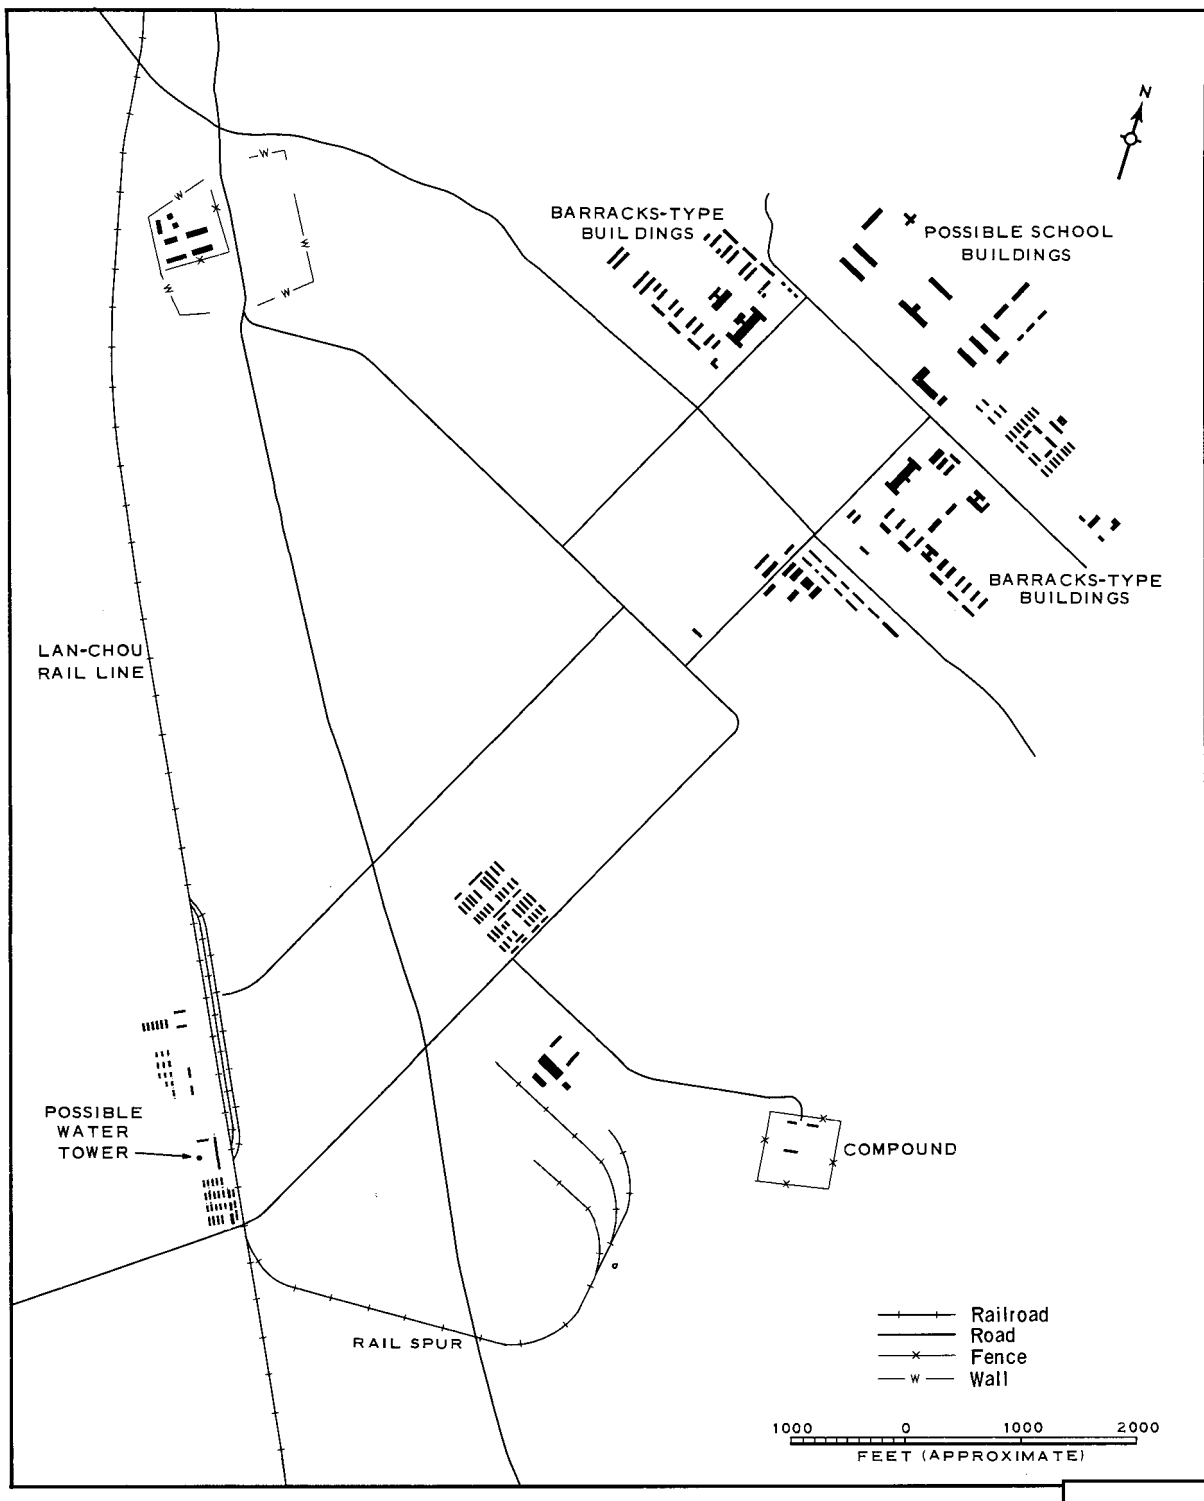 N
BARRACKS-TYPE
BUILDINGS
POSSIBLE SCHOOL
BUILDINGS
W
W
W
W
W
BARRACKS-TYPE
BUILDINGS
LAN-CHOU
RAIL LINE
POSSIBLE
WATER
TOWER
COMPOUND
RAIL SPUR
Railroad
Road
Fence
W Wall
1000 0 1000 2000
FEET (APPROXIMATE)